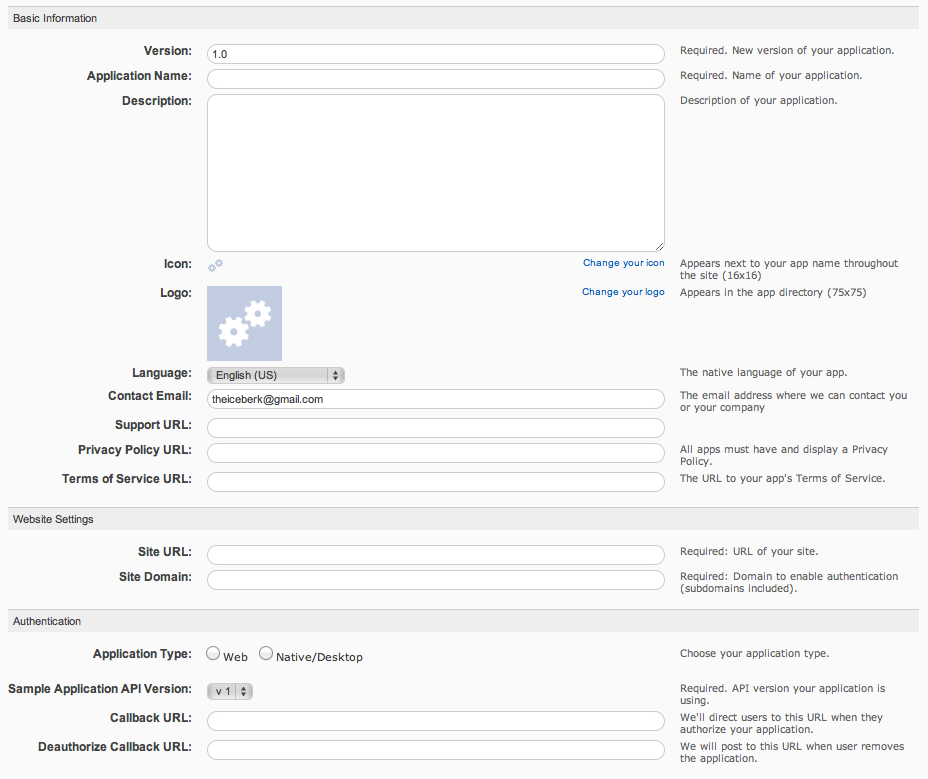 Basic Information
Version: 1.0 Required. New version of your application.
Application Name: Required. Name of your application.
Description: Description of your application.
Icon: Change your icon Appears next to your app name throughout
the site (16x16)
Logo: Change your logo Appears in the app directory (75x75)
Language: English (US) The native language of your app.
Contact Email: theiceberk@gmail.com The email address where we can contact you
or your company
Support URL:
Privacy Policy URL: All apps must have and display a Privacy
Policy.
Terms of Service URL: The URL to your app's Terms of Service.
Website Settings
Site URL: Required: URL of your site.
Site Domain: Required: Domain to enable authentication
(subdomains included).
Authentication
Application Type: Web Native/Desktop Choose your application type.
Sample Application API Version: v 1 Required. API version your application is
using.
Callback URL: We'll direct users to this URL when they
authorize your application.
Deauthorize Callback URL: We will post to this URL when user removes
the application.